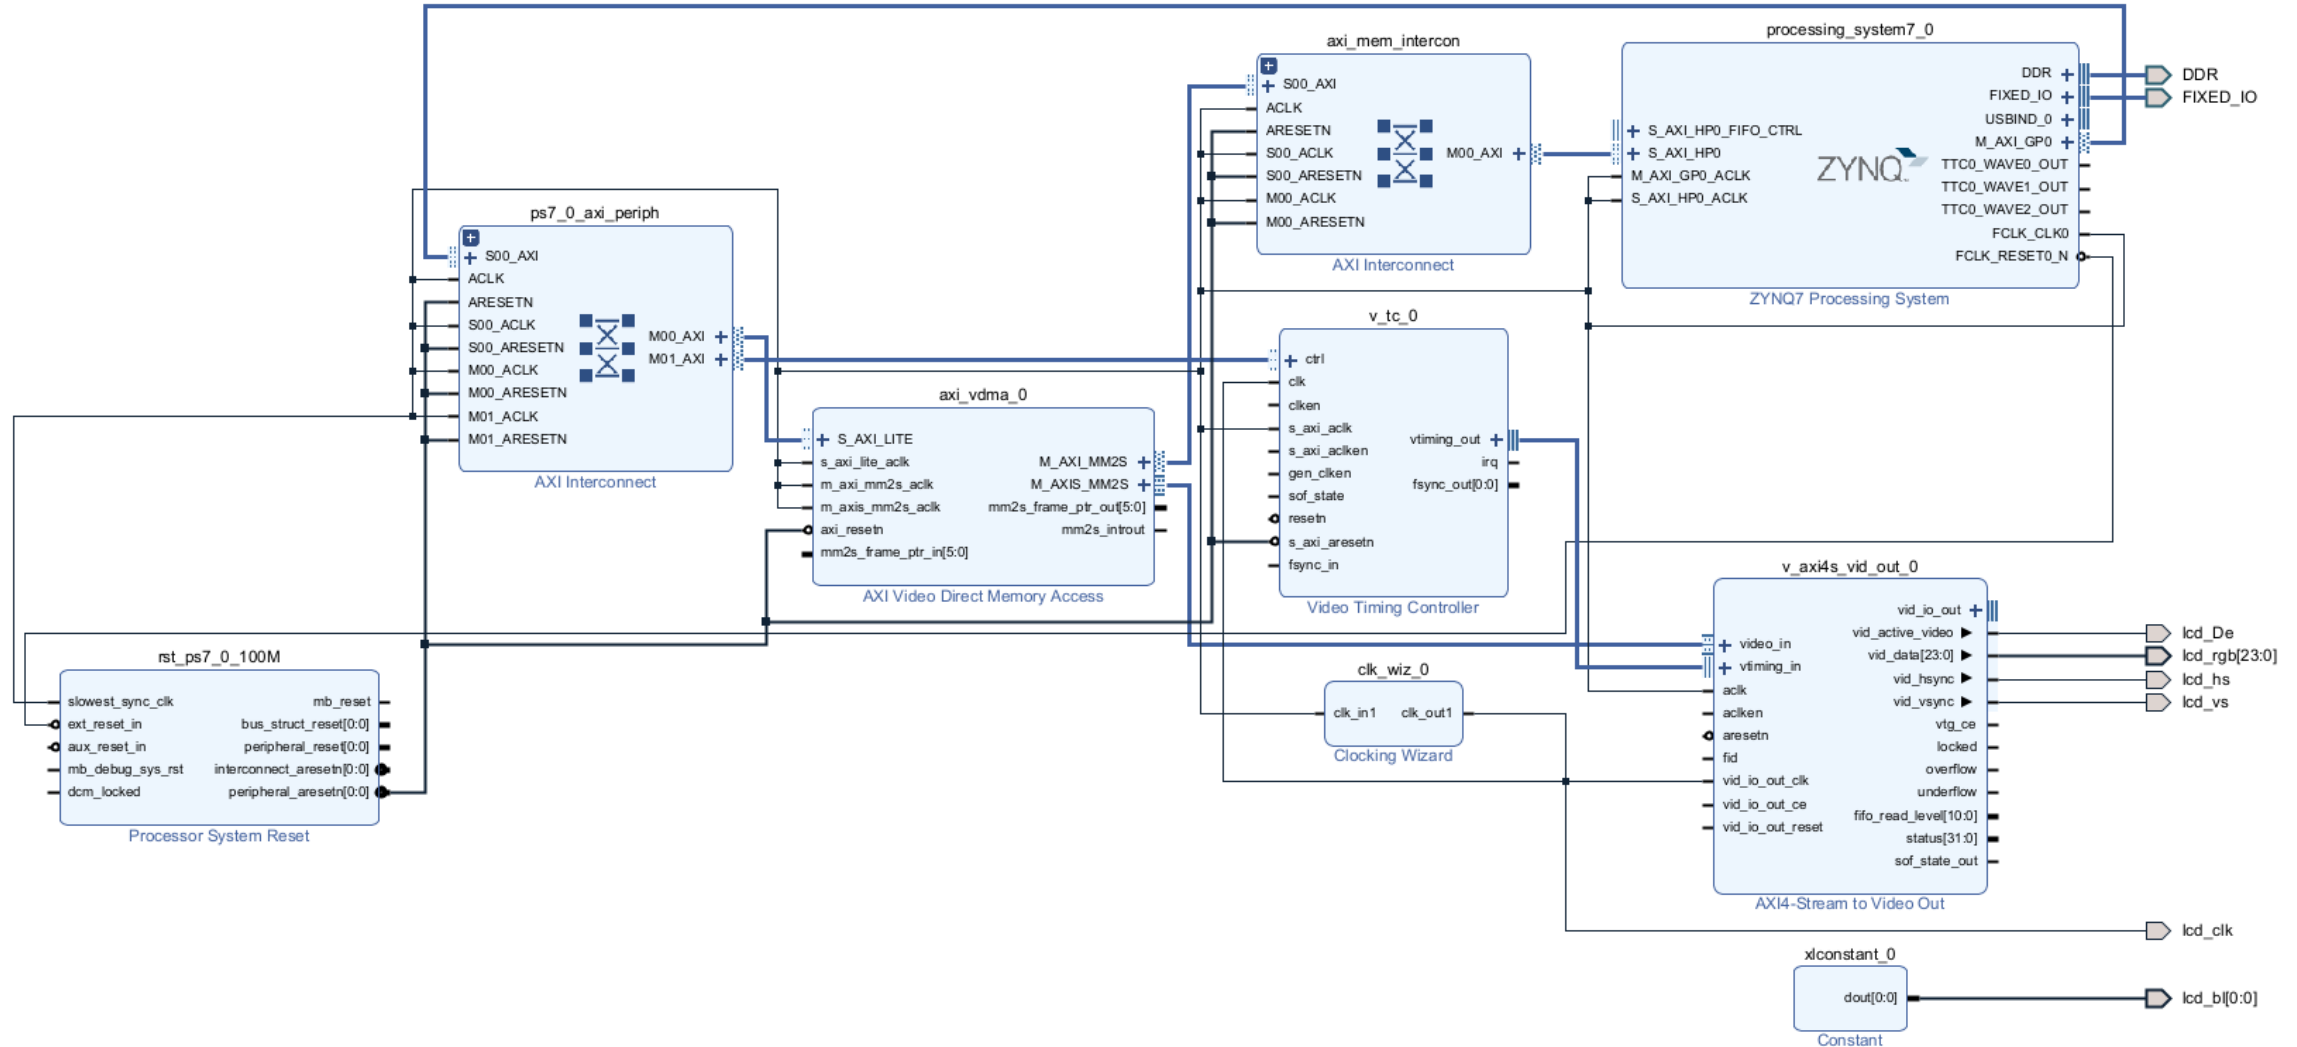 processing_system7_0
DDR
FIXED_IO
USBIND_0
M_AXI_GP0
TTC0_WAVE0_OUT
TTC0_WAVE1_OUT
TTC0_WAVE2_OUT
FCLK_CLK0
FCLK_RESET0_N
S_AXI_HP0_FIFO_CTRL
S_AXI_HP0
M_AXI_GP0_ACLK
S_AXI_HP0_ACLK
ZYNQ
ZYNQ7 Processing System
DDR
FIXED_IO
axi_mem_intercon
S00_AXI
ACLK
ARESETN
S00_ACLK
S00_ARESETN
M00_ACLK
M00_ARESETN
M00_AXI
AXI Interconnect
ps7_0_axi_periph
S00_AXI
ACLK
ARESETN
S00_ACLK
S00_ARESETN
M00_ACLK
M00_ARESETN
M01_ACLK
M01_ARESETN
M00_AXI
M01_AXI
AXI Interconnect
axi_vdma_0
S_AXI_LITE
s_axi_lite_aclk
m_axi_mm2s_aclk
m_axis_mm2s_aclk
axi_resetn
mm2s_frame_ptr_in[5:0]
M_AXI_MM2S
M_AXIS_MM2S
mm2s_frame_ptr_out[5:0]
mm2s_introut
AXI Video Direct Memory Access
v_tc_0
ctrl
clk
clken
s_axi_aclk
s_axi_aclken
gen_clken
sof_state
resetn
s_axi_aresetn
fsync_in
vtiming_out
irq
fsync_out[0:0]
Video Timing Controller
rst_ps7_0_100M
slowest_sync_clk
ext_reset_in
aux_reset_in
mb_debug_sys_rst
dcm_locked
mb_reset
bus_struct_reset[0:0]
peripheral_reset[0:0]
interconnect_aresetn[0:0]
peripheral_aresetn[0:0]
Processor System Reset
clk_wiz_0
clk_in1
clk_out1
Clocking Wizard
v_axi4s_vid_out_0
video_in
vtiming_in
aclk
aclken
aresetn
fid
vid_io_out_clk
vid_io_out_ce
vid_io_out_reset
vid_io_out
vid_active_video
vid_data[23:0]
vid_hsync
vid_vsync
vtg_ce
locked
overflow
underflow
fifo_read_level[10:0]
status[31:0]
sof_state_out
AXI4-Stream to Video Out
lcd_De
lcd_rgb[23:0]
lcd_hs
lcd_vs
lcd_clk
xlconstant_0
dout[0:0]
Constant
lcd_bl[0:0]